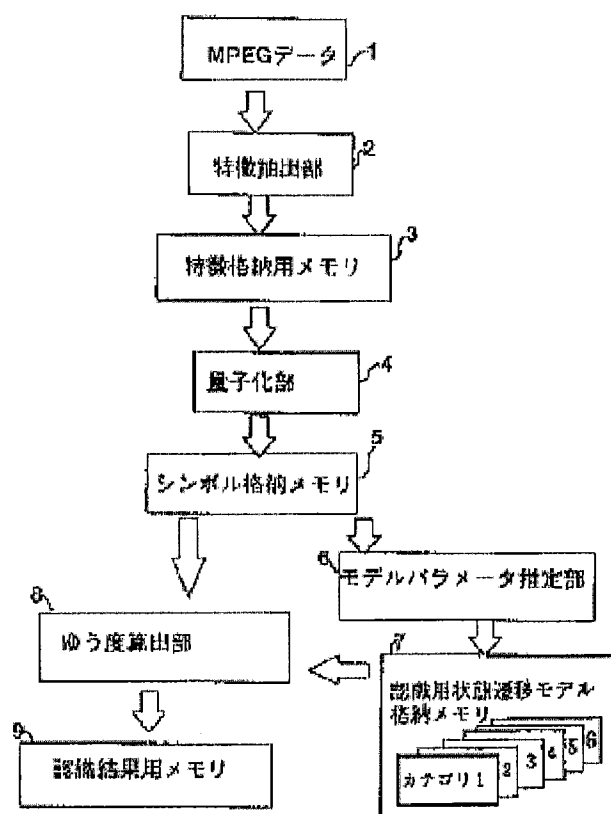 MPEGデータ
1
特徴抽出部
2
特徴格納用メモリ
3
量子化部
4
シンボル格納メモリ
5
モデルパラメータ推定部
6
ゆう度算出部
8
認識用状態遷移モデル
格納メモリ
7
カテゴリ1
2
3
4
5
6
認識結果用メモリ
9